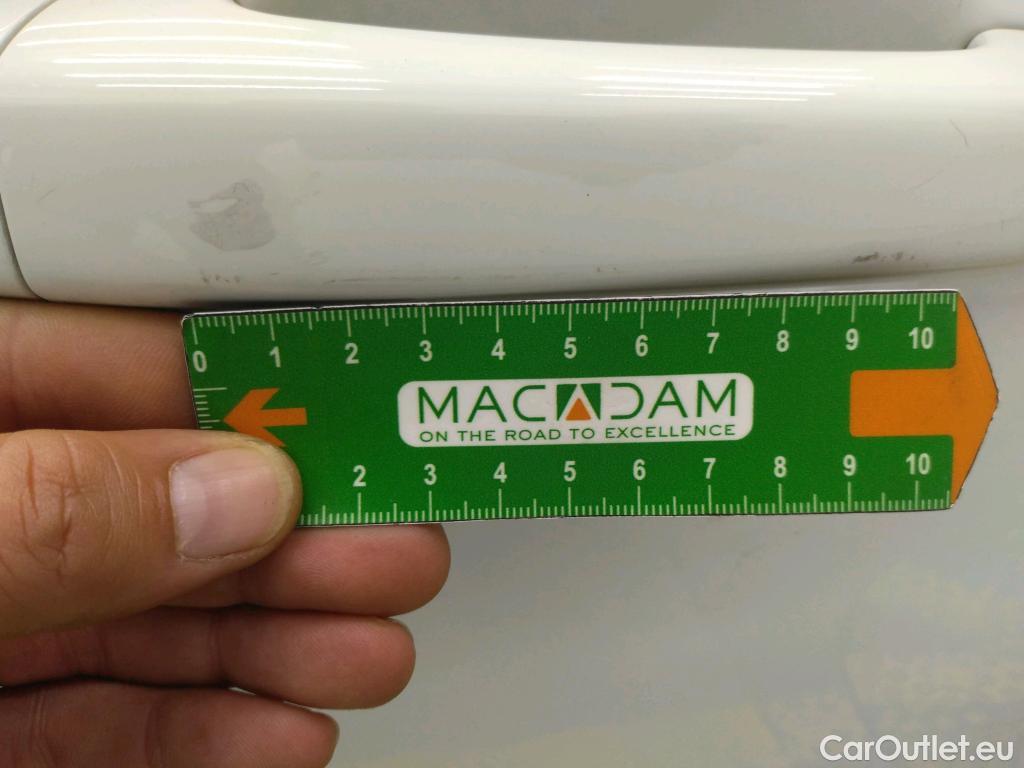 0 1 2 3 4 5 6 7 8 9 10
MACADAM
ON THE ROAD TO EXCELLENCE
2 3 4 5 6 7 8 9 10
CarOutlet.eu